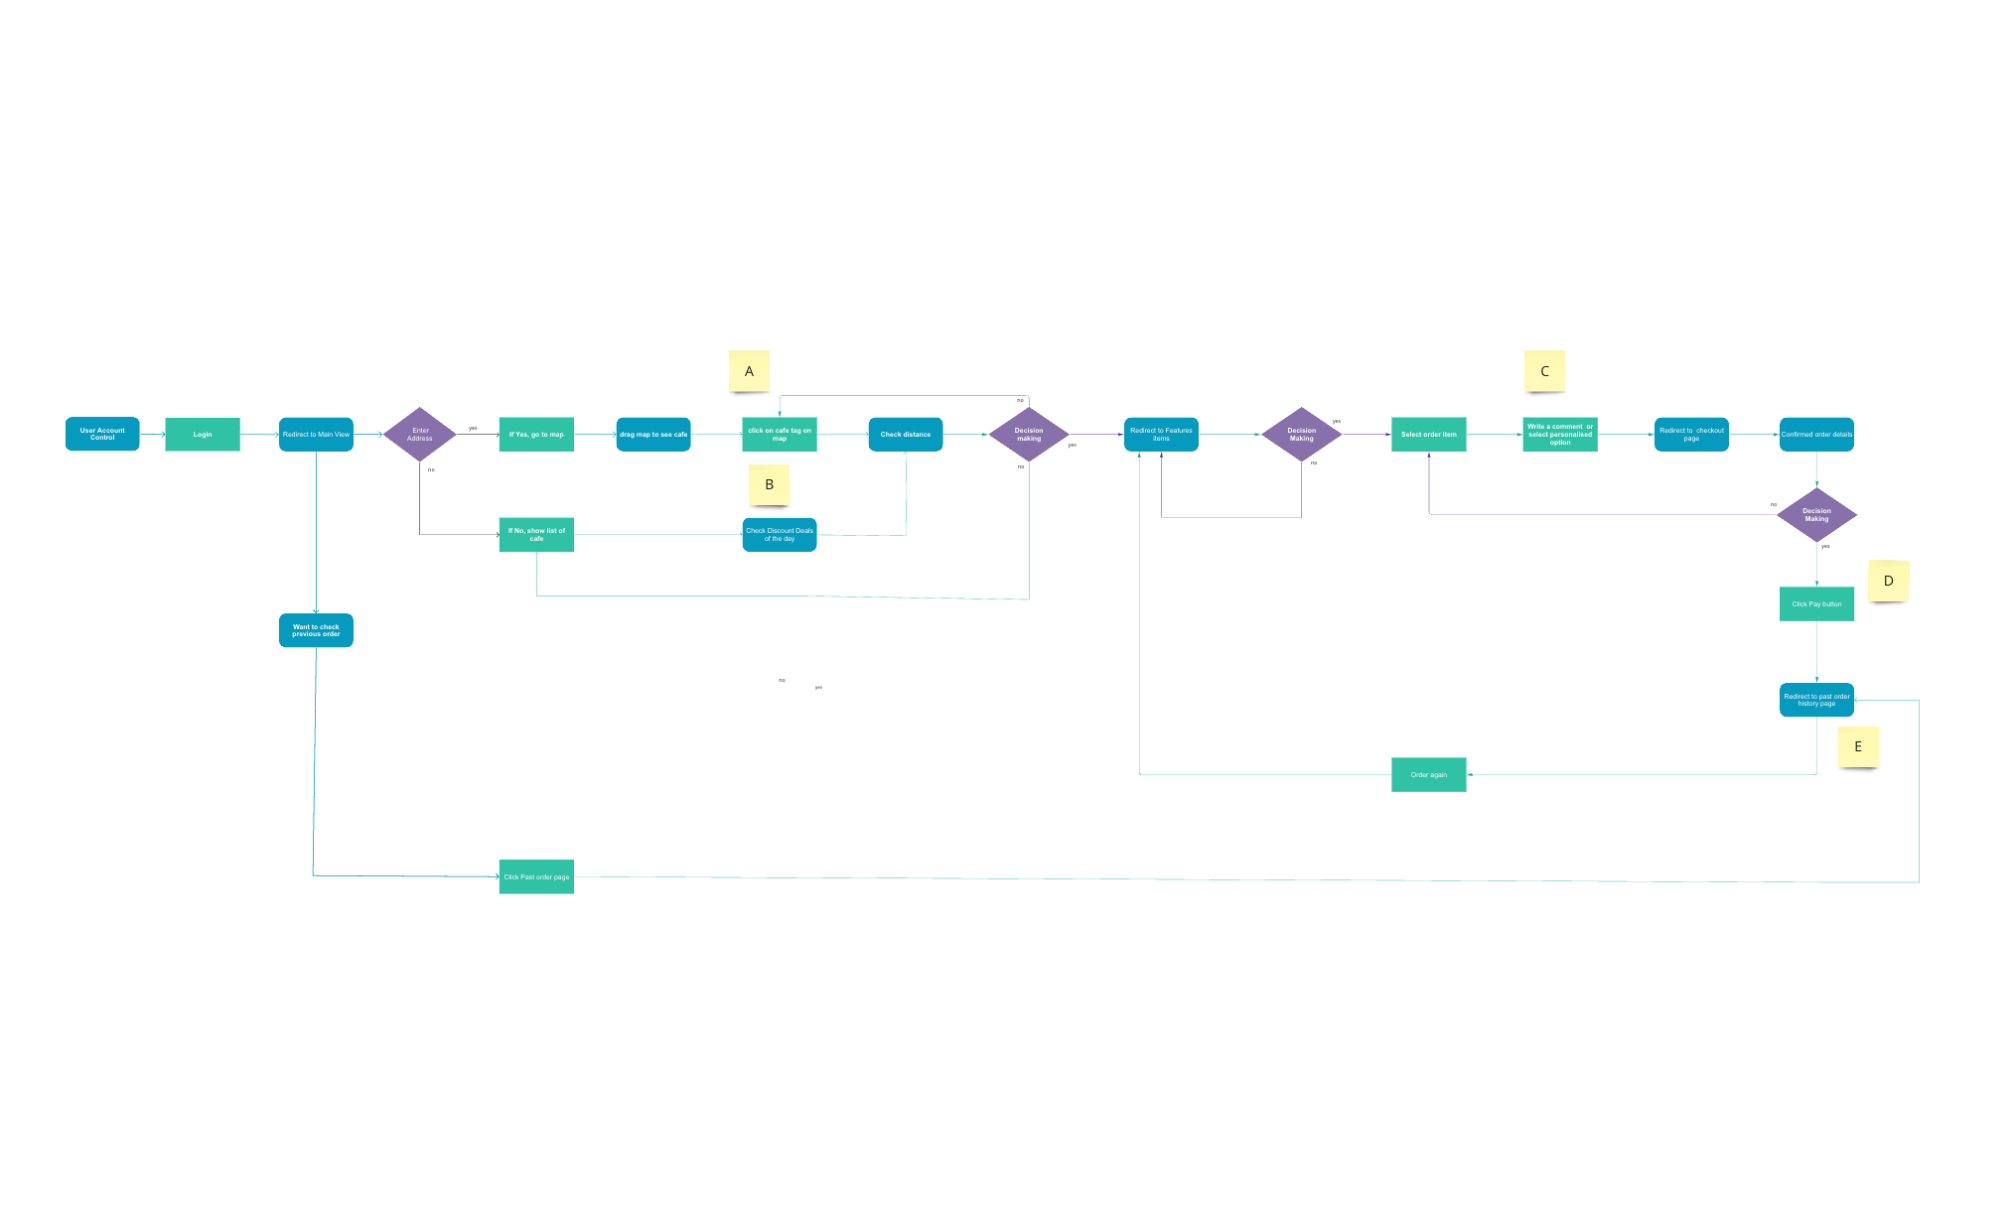 A
C
no
User Account
Control
Login
Redirect to Main View
Enter
Address
yes
If Yes, go to map
drag map to see cafe
click on cafe tag on
map
Check distance
Decision
making
yes
Redirect to Features
items
Decision
Making
yes
Select order item
Write a comment  or
select personalised
option
Redirect to  checkout
page
Confirmed order details
no
no
no
B
no
Decision
Making
yes
If No, show list of
cafe
Check Discount Deals
of the day
D
Click Pay button
Want to check
previous order
no
yes
Redirect to past order
history page
E
Order again
Click Past order page